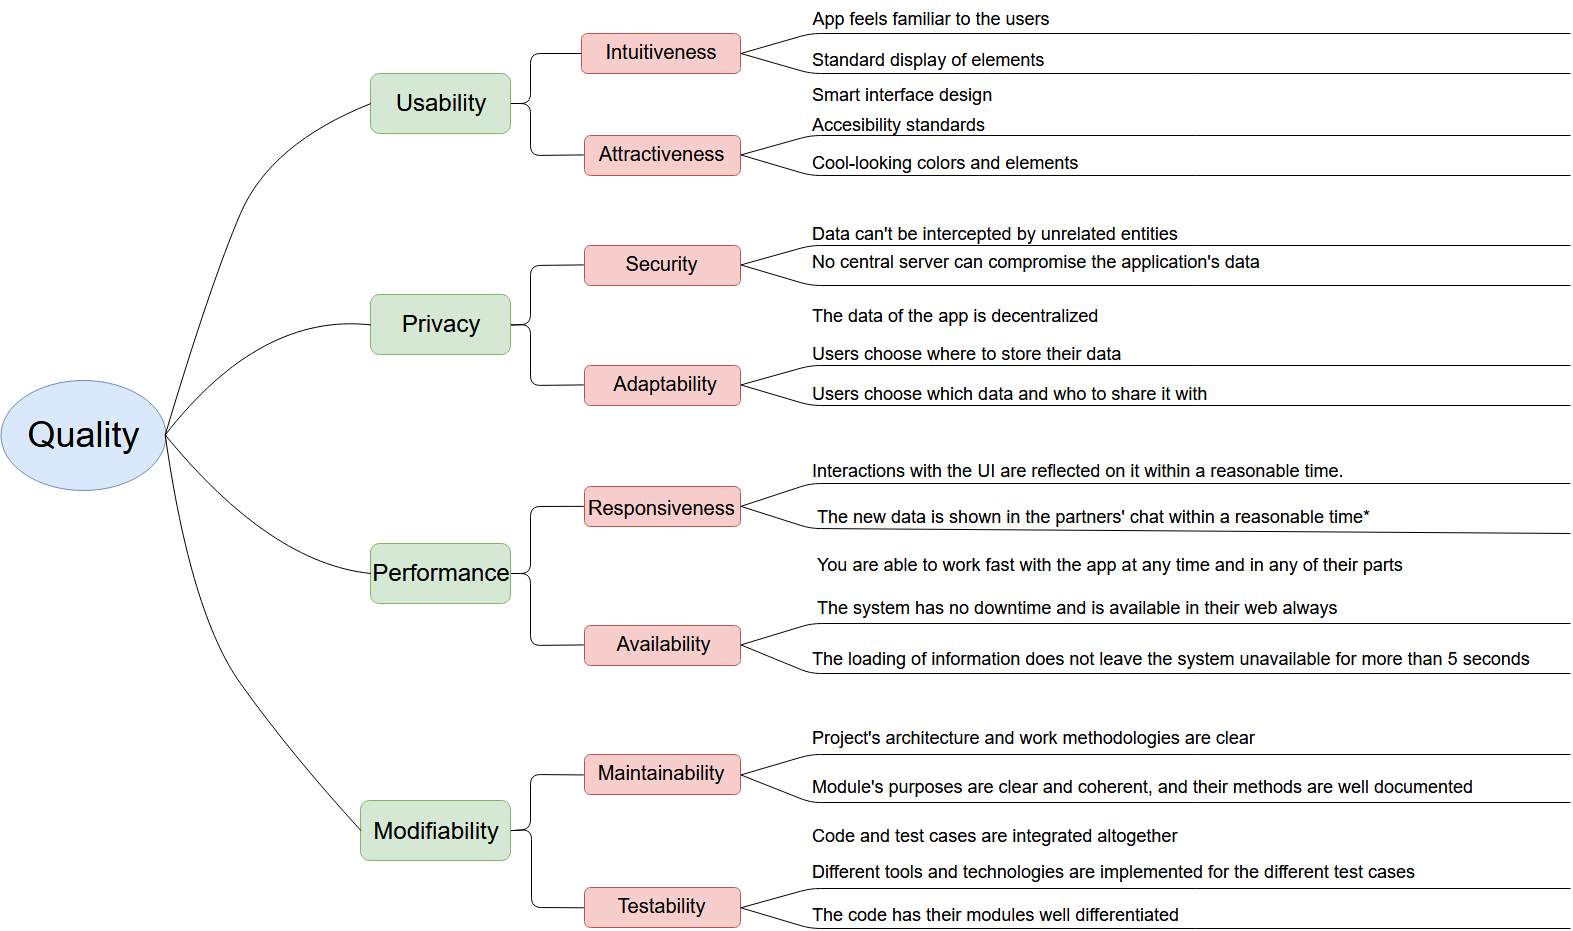 Quality
Usability
Intuitiveness
App feels familiar to the users
Standard display of elements
Smart interface design
Attractiveness
Accesibility standards
Cool-looking colors and elements
Privacy
Security
Data can't be intercepted by unrelated entities
No central server can compromise the application's data
The data of the app is decentralized
Adaptability
Users choose where to store their data
Users choose which data and who to share it with
Performance
Responsiveness
Interactions with the UI are reflected on it within a reasonable time.
The new data is shown in the partners' chat within a reasonable time*
You are able to work fast with the app at any time and in any of their parts
Availability
The system has no downtime and is available in their web always
The loading of information does not leave the system unavailable for more than 5 seconds
Modifiability
Maintainability
Project's architecture and work methodologies are clear
Module's purposes are clear and coherent, and their methods are well documented
Code and test cases are integrated altogether
Testability
Different tools and technologies are implemented for the different test cases
The code has their modules well differentiated